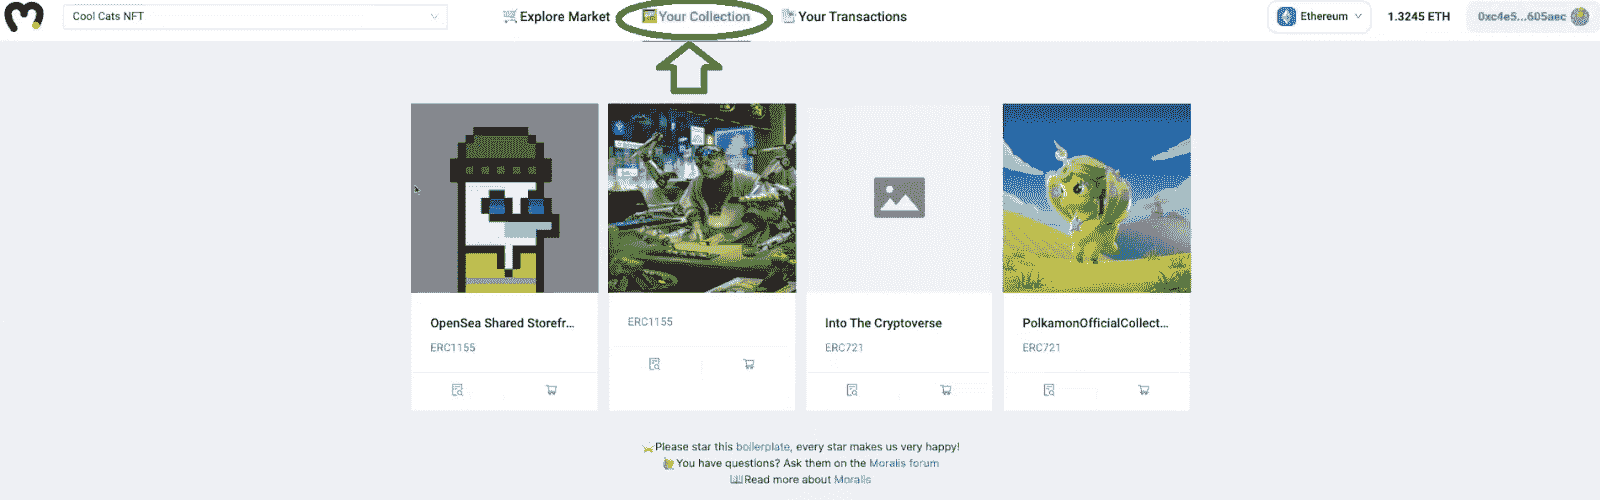 Cool Cats NFT
Explore Market
Your Collection
Your Transactions
Ethereum
1.3245 ETH
0xc4e5...605aec
OpenSea Shared Storefr...
ERC1155
ERC1155
Into The Cryptoverse
ERC721
PolkamonOfficialCollect...
ERC721
Please star this boilerplate, every star makes us very happy!
You have questions? Ask them on the Moralis forum
Read more about Moralis